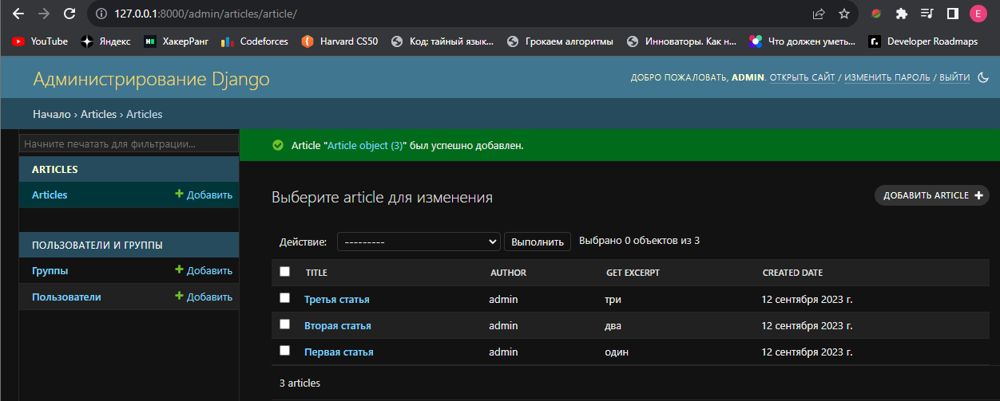 127.0.0.1:8000/admin/articles/article/
E
YouTube Яндекс ХакерРанг Codeforces Harvard CS50 Код: тайный язык... Грокаем алгоритмы Инноваторы. Как н... Что должен уметь... Developer Roadmaps
Администрирование Django
ДОБРО ПОЖАЛОВАТЬ, ADMIN. ОТКРЫТЬ САЙТ / ИЗМЕНИТЬ ПАРОЛЬ / ВЫЙТИ
Начало › Articles › Articles
Начните печатать для фильтрации...
ARTICLES
Articles + Добавить
ПОЛЬЗОВАТЕЛИ И ГРУППЫ
Группы + Добавить
Пользователи + Добавить
Article "Article object (3)" был успешно добавлен.
Выберите article для изменения
ДОБАВИТЬ ARTICLE +
Действие: --------- Выполнить Выбрано 0 объектов из 3
TITLE AUTHOR GET EXCERPT CREATED DATE
Третья статья admin три 12 сентября 2023 г.
Вторая статья admin два 12 сентября 2023 г.
Первая статья admin один 12 сентября 2023 г.
3 articles